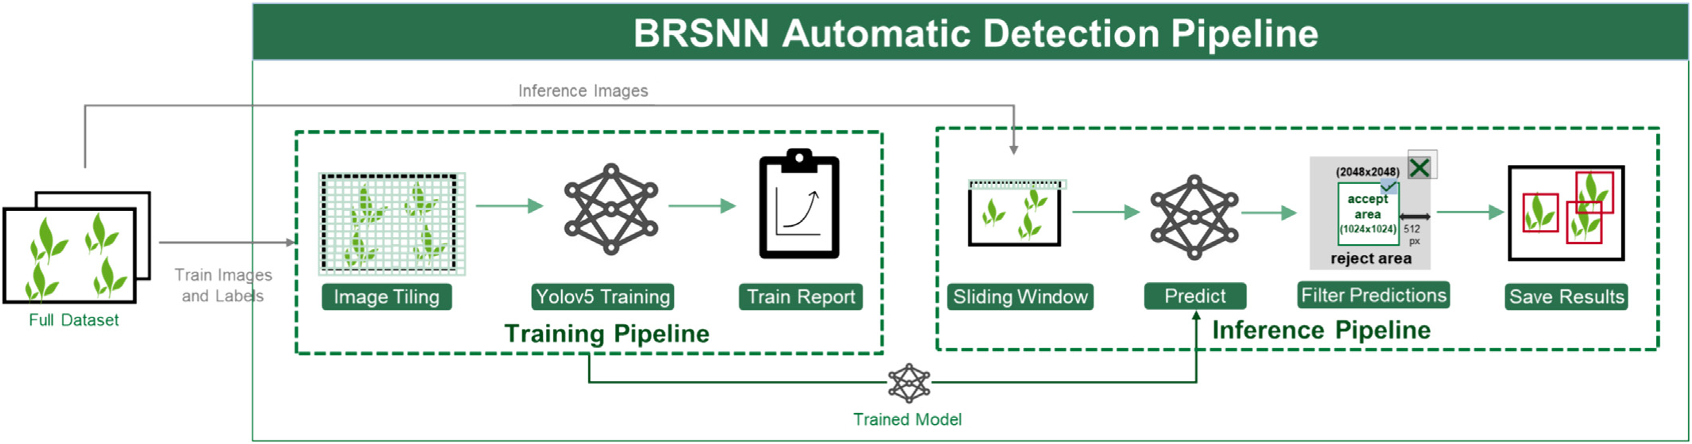 BRSNN Automatic Detection Pipeline
Inference Images
Train Images
and Labels
Full Dataset
Image Tiling
Yolov5 Training
Train Report
Training Pipeline
Sliding Window
Predict
(2048x2048)
accept
area
(1024x1024)
512
px
reject area
Filter Predictions
Save Results
Inference Pipeline
Trained Model